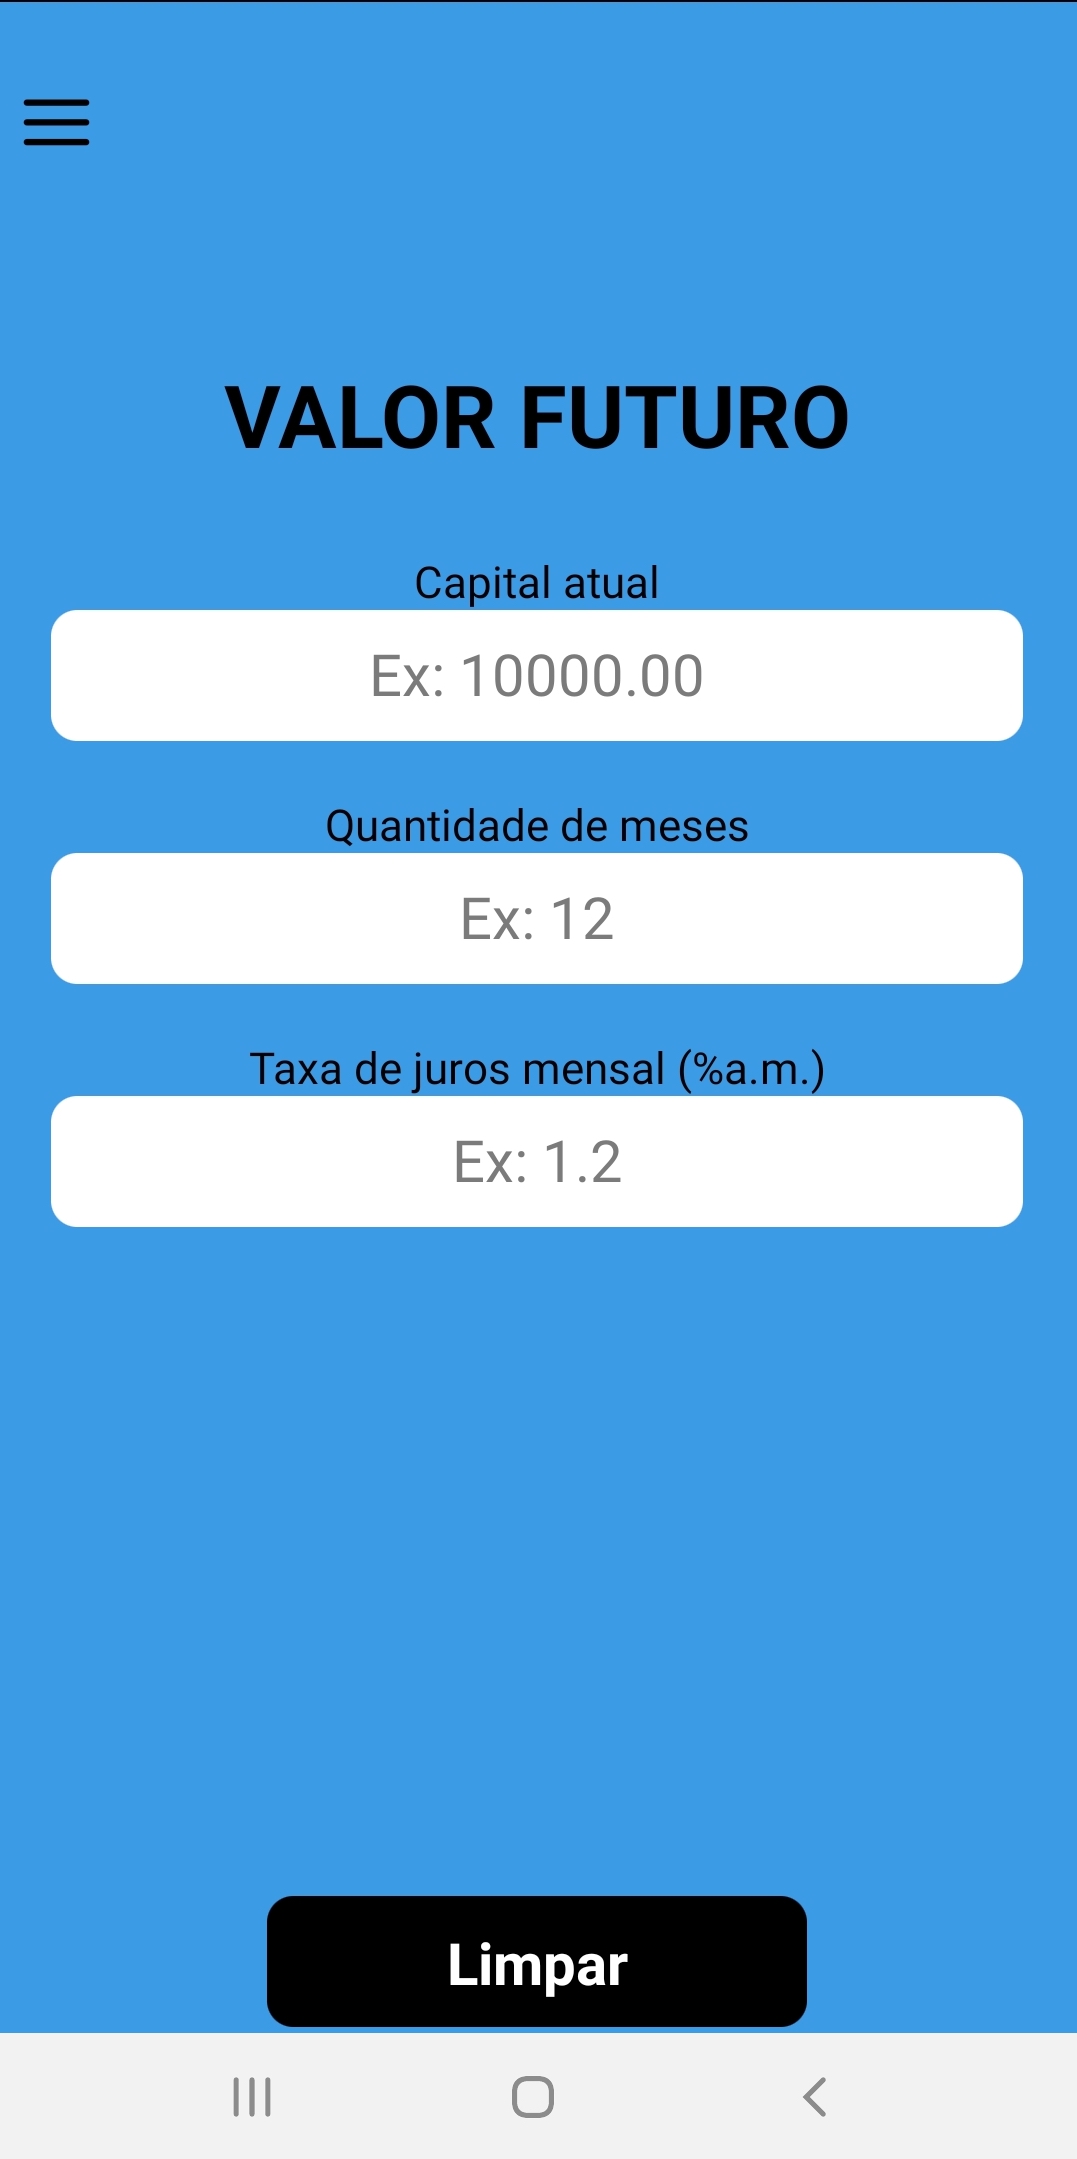 VALOR FUTURO
Capital atual
Ex: 10000.00
Quantidade de meses
Ex: 12
Taxa de juros mensal (%a.m.)
Ex: 1.2
Limpar